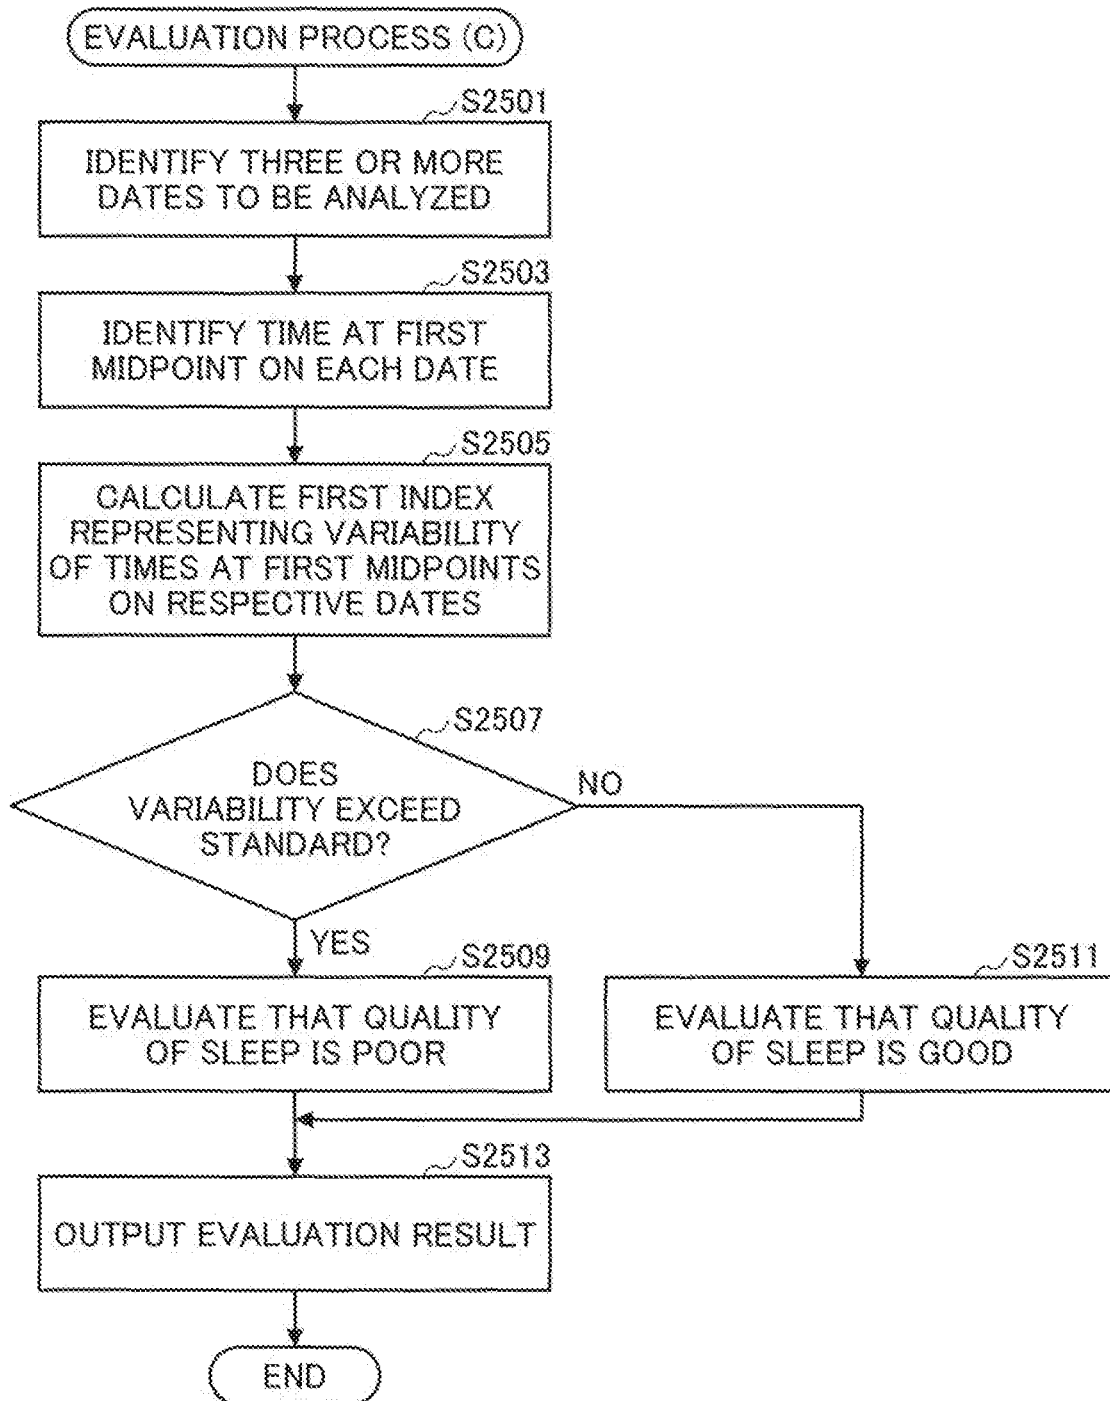 EVALUATION PROCESS (C)
S2501
IDENTIFY THREE OR MORE
DATES TO BE ANALYZED
S2503
IDENTIFY TIME AT FIRST
MIDPOINT ON EACH DATE
S2505
CALCULATE FIRST INDEX
REPRESENTING VARIABILITY
OF TIMES AT FIRST MIDPOINTS
ON RESPECTIVE DATES
S2507
DOES
VARIABILITY EXCEED
STANDARD?
NO
YES
S2509
EVALUATE THAT QUALITY
OF SLEEP IS POOR
S2511
EVALUATE THAT QUALITY
OF SLEEP IS GOOD
S2513
OUTPUT EVALUATION RESULT
END